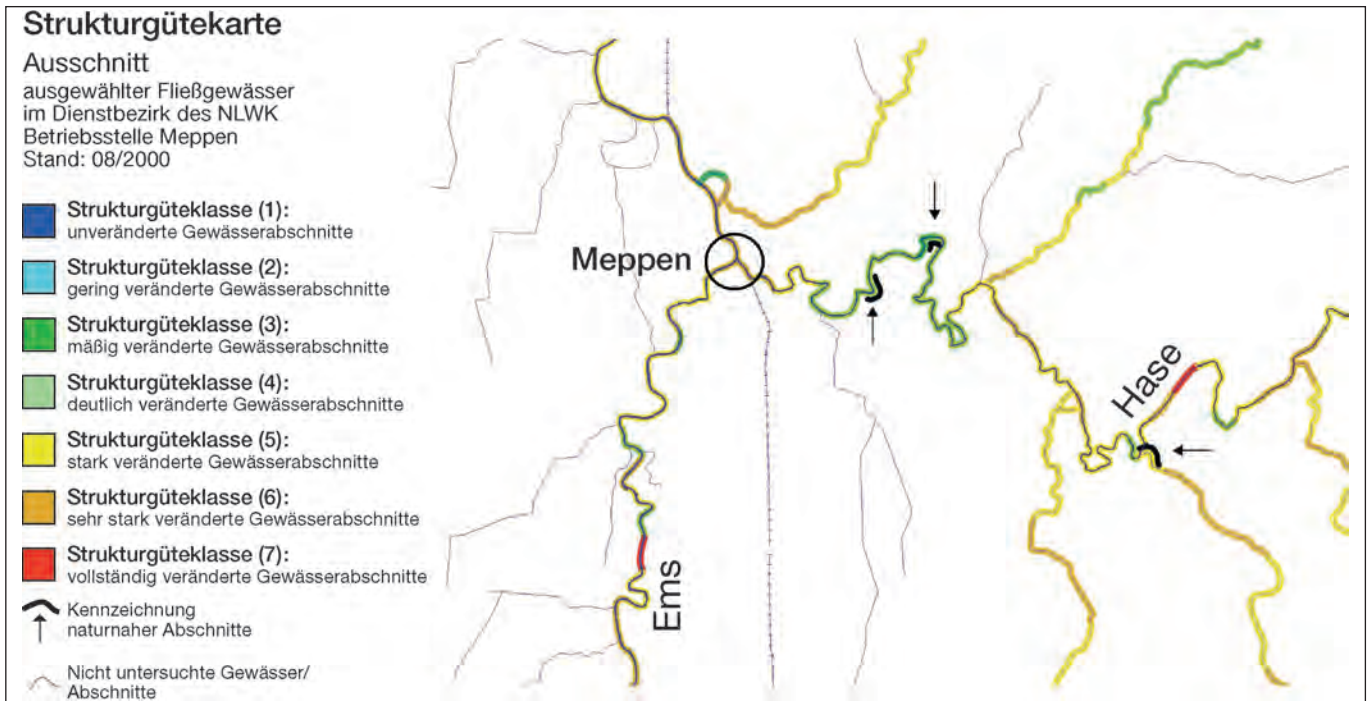 Strukturgütekarte
Ausschnitt
ausgewählter Fließgewässer
im Dienstbezirk des NLWK
Betriebsstelle Meppen
Stand: 08/2000
Strukturgüteklasse (1):
unveränderte Gewässerabschnitte
Strukturgüteklasse (2):
gering veränderte Gewässerabschnitte
Strukturgüteklasse (3):
mäßig veränderte Gewässerabschnitte
Strukturgüteklasse (4):
deutlich veränderte Gewässerabschnitte
Strukturgüteklasse (5):
stark veränderte Gewässerabschnitte
Strukturgüteklasse (6):
sehr stark veränderte Gewässerabschnitte
Strukturgüteklasse (7):
vollständig veränderte Gewässerabschnitte
Kennzeichnung
naturnaher Abschnitte
Nicht untersuchte Gewässer/
Abschnitte
Meppen
Hase
Ems